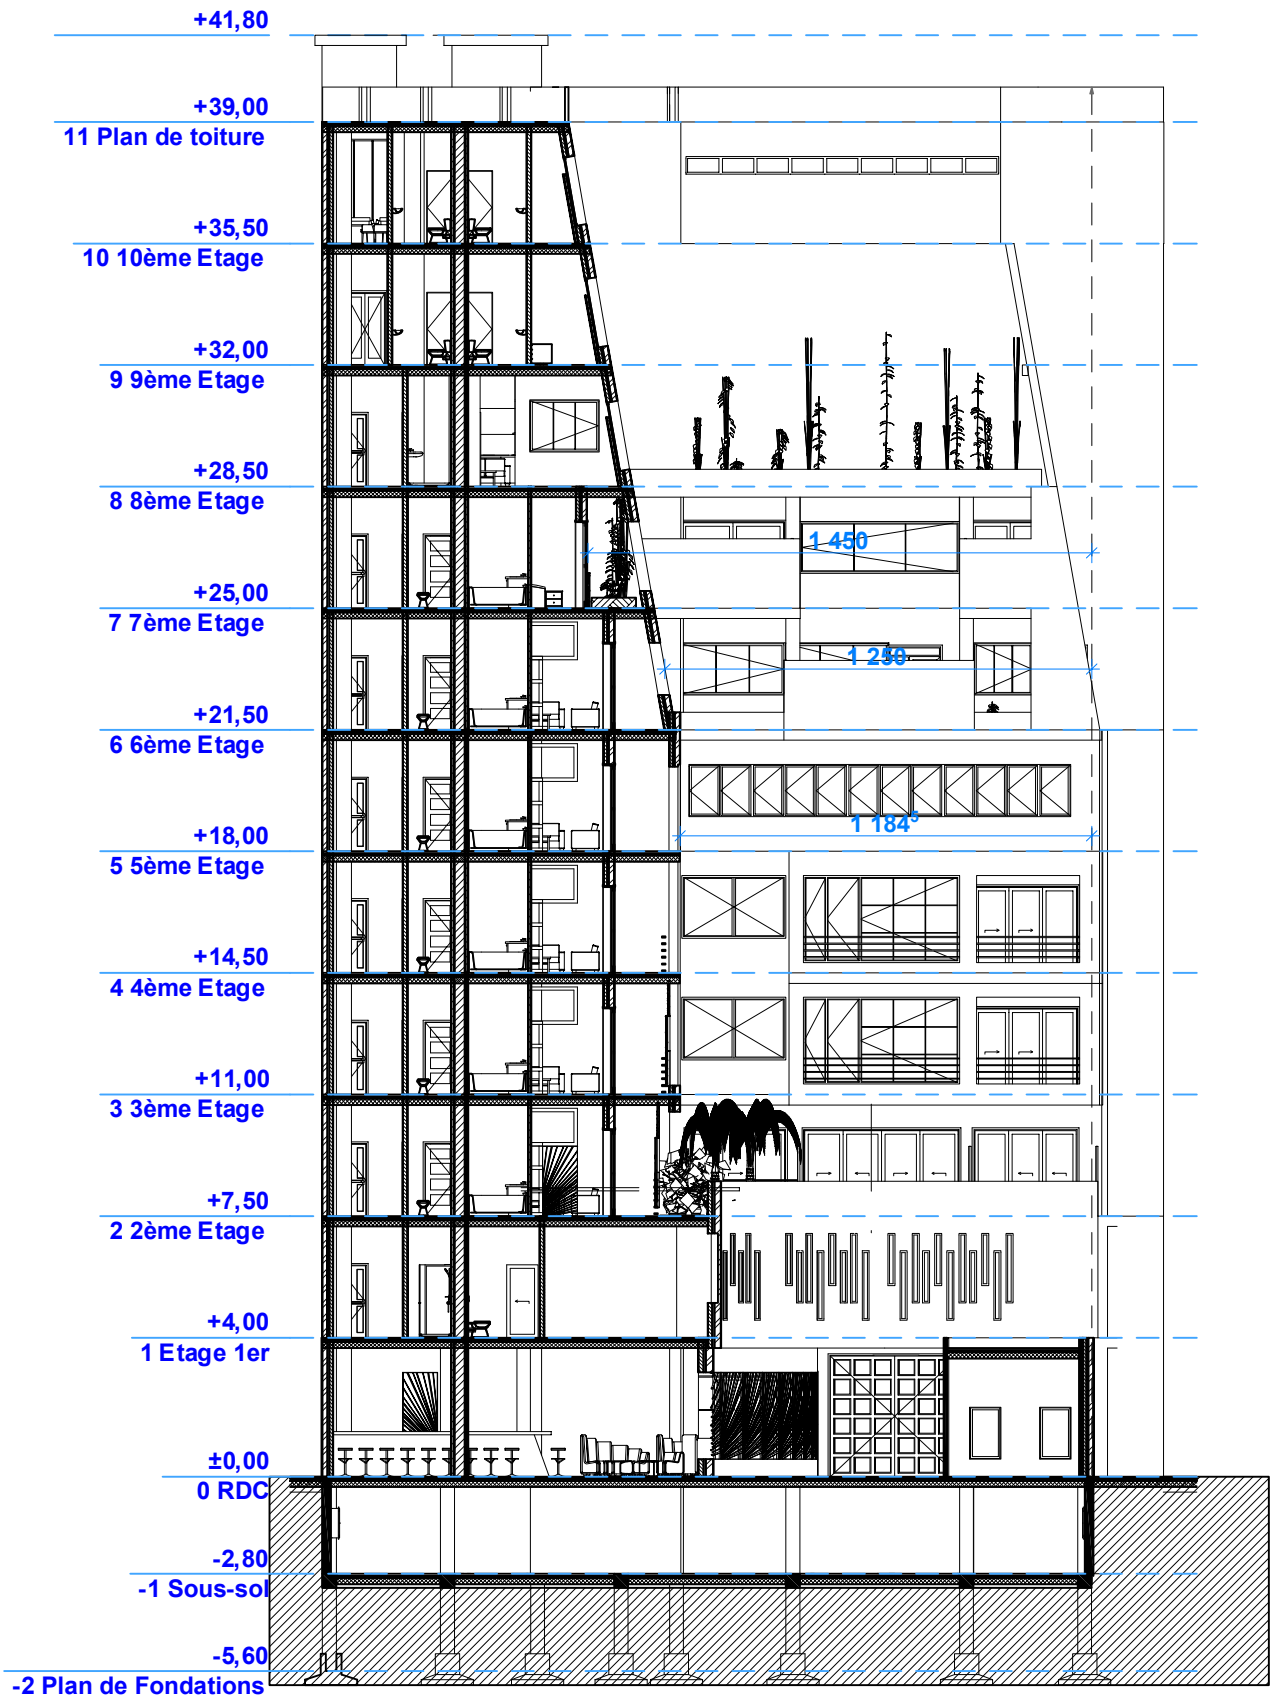 +41,80
+39,00
11 Plan de toiture
+35,50
10 10ème Etage
+32,00
9 9ème Etage
+28,50
8 8ème Etage
1 450
+25,00
7 7ème Etage
1 250
+21,50
6 6ème Etage
1 184⁵
+18,00
5 5ème Etage
+14,50
4 4ème Etage
+11,00
3 3ème Etage
+7,50
2 2ème Etage
+4,00
1 Etage 1er
±0,00
0 RDC
-2,80
-1 Sous-sol
-5,60
-2 Plan de Fondations